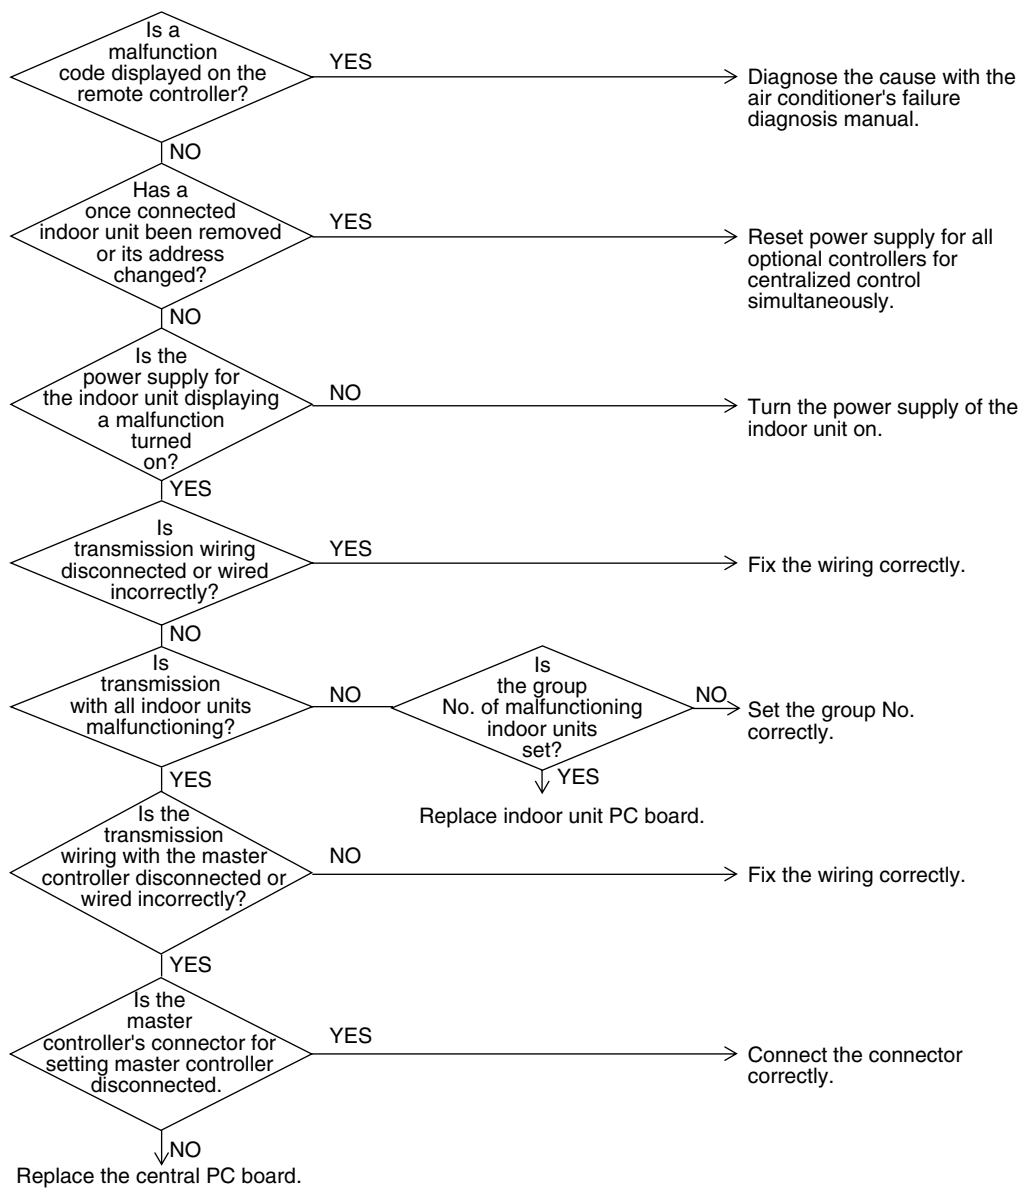 Is a
malfunction
code displayed on the
remote controller?
YES
Diagnose the cause with the
air conditioner's failure
diagnosis manual.
NO
Has a
once connected
indoor unit been removed
or its address
changed?
YES
Reset power supply for all
optional controllers for
centralized control
simultaneously.
NO
Is the
power supply for
the indoor unit displaying
a malfunction
turned
on?
NO
Turn the power supply of the
indoor unit on.
YES
Is
transmission wiring
disconnected or wired
incorrectly?
YES
Fix the wiring correctly.
NO
Is
transmission
with all indoor units
malfunctioning?
NO
Is
the group
No. of malfunctioning
indoor units
set?
NO
Set the group No.
correctly.
YES
Replace indoor unit PC board.
YES
Is the
transmission
wiring with the master
controller disconnected or
wired incorrectly?
NO
Fix the wiring correctly.
YES
Is the
master
controller's connector for
setting master controller
disconnected.
YES
Connect the connector
correctly.
NO
Replace the central PC board.